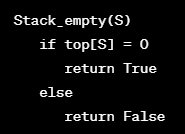 Stack_empty(S)
if top[S] = 0
return True
else
return False